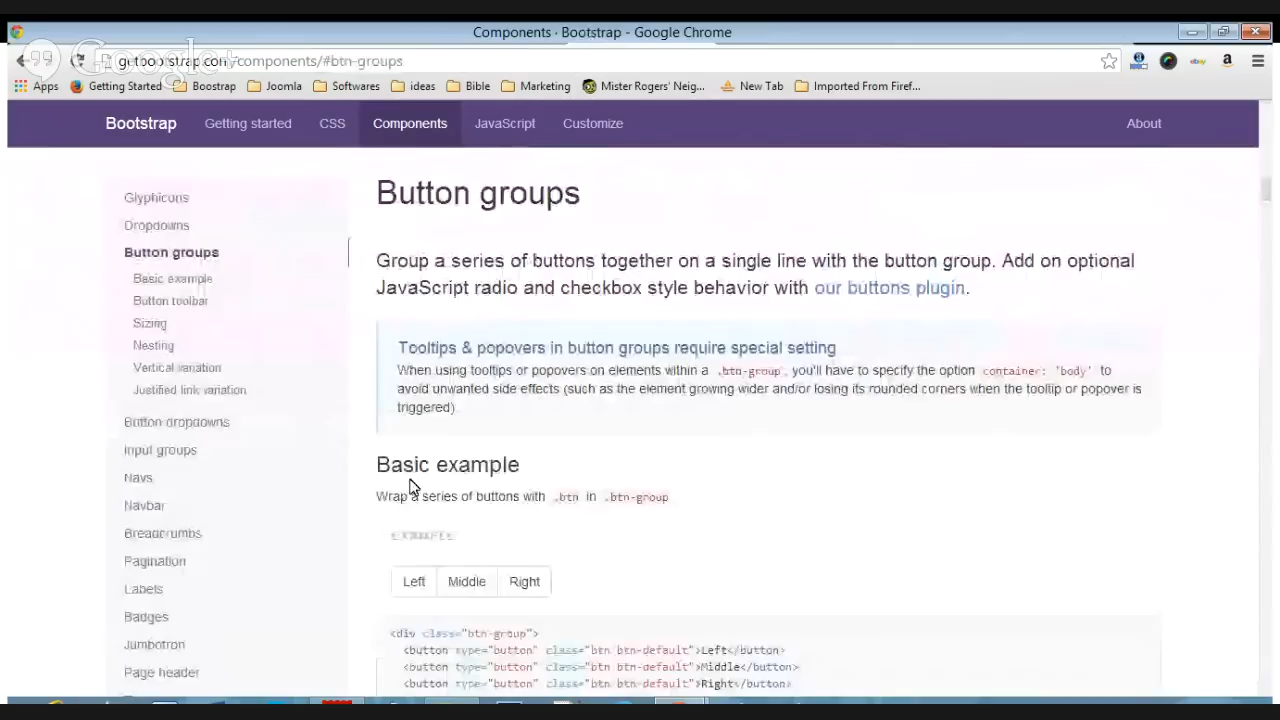 Components · Bootstrap - Google Chrome
Google+
getbootstrap.com/components/#btn-groups
Apps Getting Started Boostrap Joomla Softwares ideas Bible Marketing Mister Rogers' Neig... New Tab Imported From Firef...
Bootstrap Getting started CSS Components JavaScript Customize About
Glyphicons
Dropdowns
Button groups
Basic example
Button toolbar
Sizing
Nesting
Vertical variation
Justified link variation
Button dropdowns
Input groups
Navs
Navbar
Breadcrumbs
Pagination
Labels
Badges
Jumbotron
Page header
Button groups
Group a series of buttons together on a single line with the button group. Add on optional
JavaScript radio and checkbox style behavior with our buttons plugin.
Tooltips & popovers in button groups require special setting
When using tooltips or popovers on elements within a .btn-group, you'll have to specify the option container: 'body' to
avoid unwanted side effects (such as the element growing wider and/or losing its rounded corners when the tooltip or popover is
triggered).
Basic example
Wrap a series of buttons with .btn in .btn-group
EXAMPLE
Left Middle Right
<div class="btn-group">
<button type="button" class="btn btn-default">Left</button>
<button type="button" class="btn btn-default">Middle</button>
<button type="button" class="btn btn-default">Right</button>